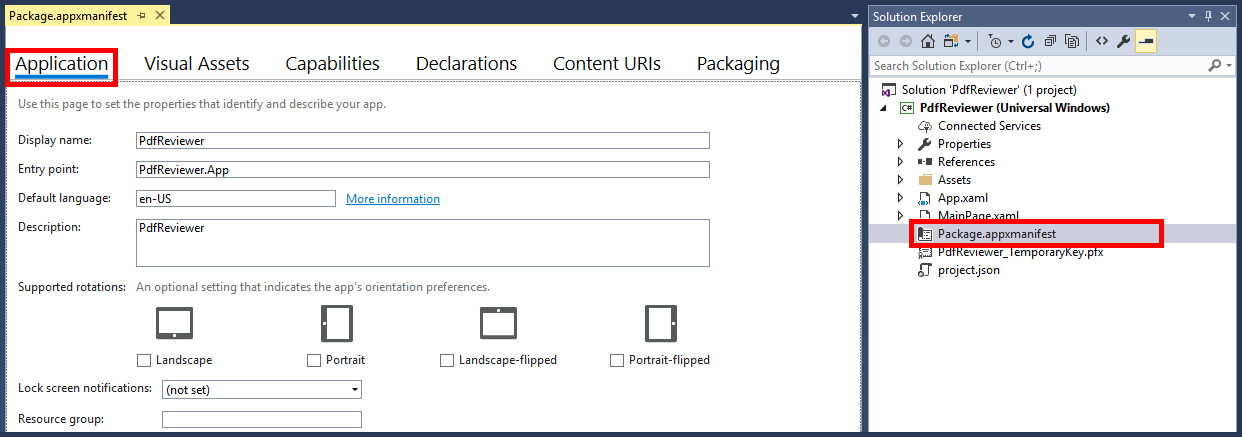 Package.appxmanifest
Application Visual Assets Capabilities Declarations Content URIs Packaging
Use this page to set the properties that identify and describe your app.
Display name: PdfReviewer
Entry point: PdfReviewer.App
Default language: en-US More information
Description: PdfReviewer
Supported rotations: An optional setting that indicates the app's orientation preferences.
Landscape Portrait Landscape-flipped Portrait-flipped
Lock screen notifications: (not set)
Resource group:
Solution Explorer
Search Solution Explorer (Ctrl+;)
Solution 'PdfReviewer' (1 project)
C# PdfReviewer (Universal Windows)
Connected Services
Properties
References
Assets
App.xaml
MainPage.xaml
Package.appxmanifest
PdfReviewer_TemporaryKey.pfx
project.json